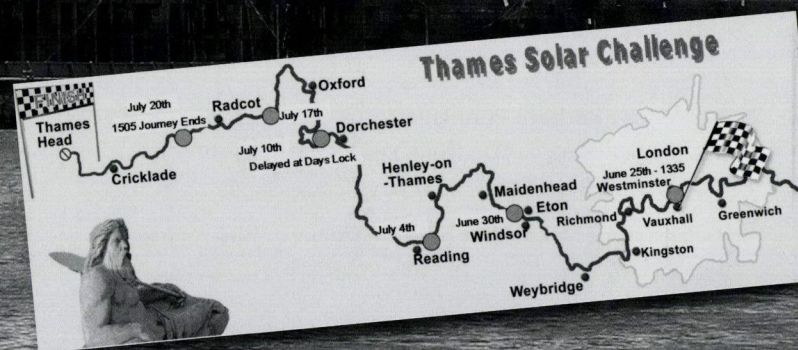 Thames Solar Challenge
FINISH
Thames
Head
July 20th
1505 Journey Ends
Cricklade
Radcot
July 17th
Oxford
July 10th
Delayed at Days Lock
Dorchester
Henley-on
-Thames
July 4th
Reading
Maidenhead
June 30th
Eton
Windsor
Weybridge
Richmond
Kingston
London
June 25th - 1335
Westminster
Vauxhall
Greenwich